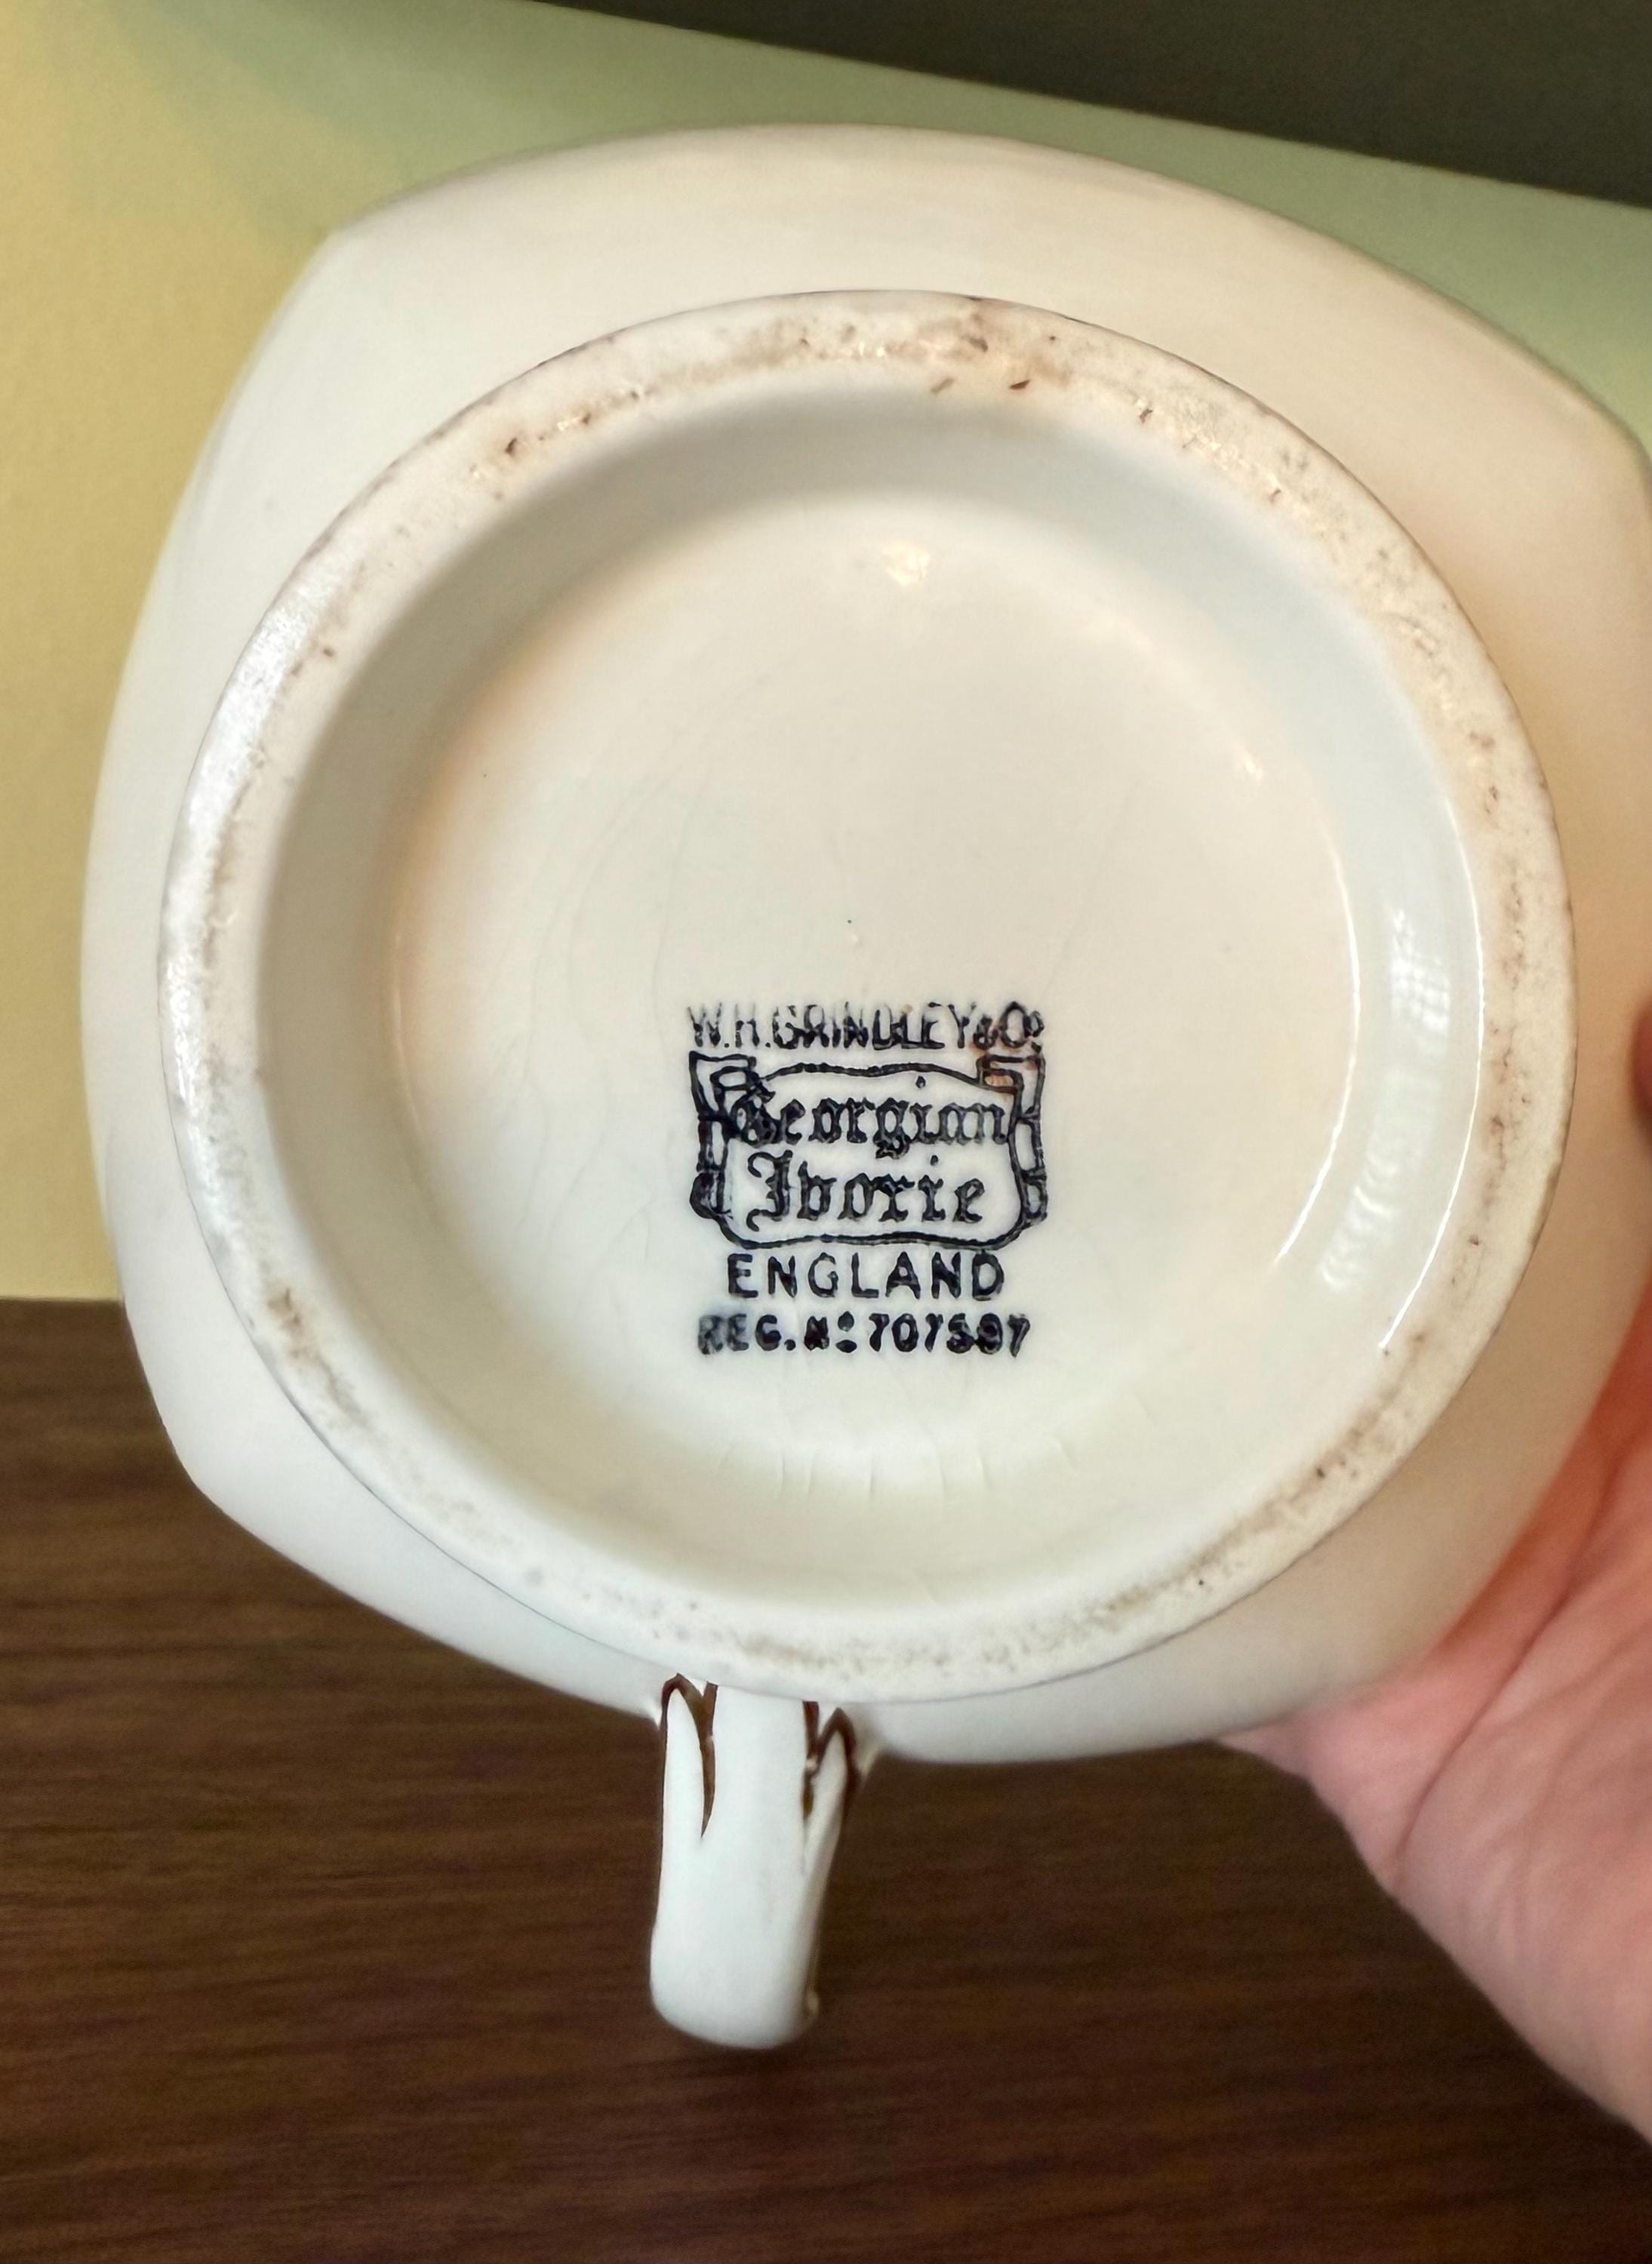 W.H.GRINDLEY & Co.
Georgian
Ivorie
ENGLAND
REG. No 707597